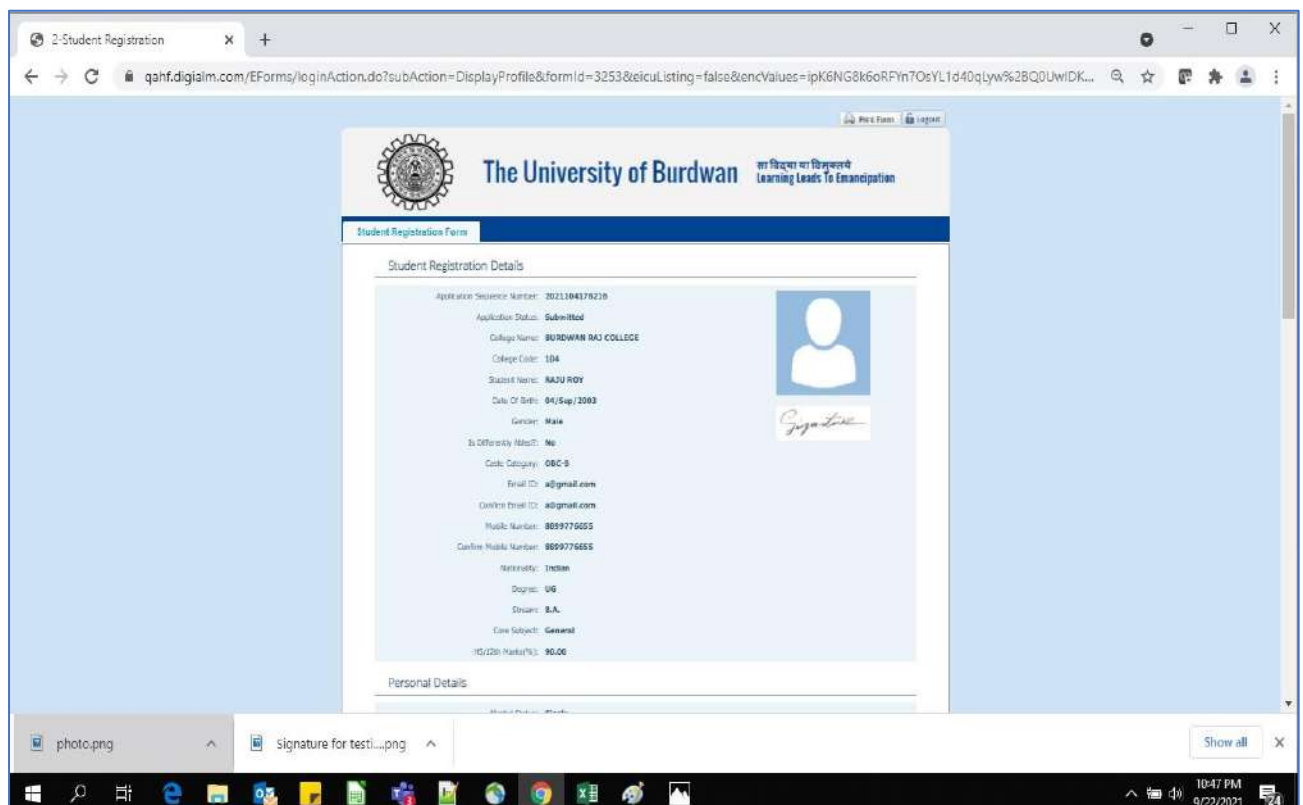 2-Student Registration
qahf.digialm.com/EForms/loginAction.do?subAction=DisplayProfile&formId=3253&eicuListing=false&encValues=ipK6NG8k6oRFYn7OsYL1d40qLyw%2BQ0UwIDK...
Print Form Logout
The University of Burdwan
सा विद्या या विमुक्तये
Learning Leads To Emancipation
Student Registration Form
Student Registration Details
Application Sequence Number: 2021104178216
Application Status: Submitted
College Name: BURDWAN RAJ COLLEGE
College Code: 104
Student Name: RAJU ROY
Date Of Birth: 04/Sep/2003
Gender: Male
Signature
Is Differently Abled?: No
Caste Category: OBC-B
Email ID: a@gmail.com
Confirm Email ID: a@gmail.com
Mobile Number: 8899776655
Confirm Mobile Number: 8899776655
Nationality: Indian
Degree: UG
Stream: B.A.
Core Subject: General
HS/12th Marks(%): 90.00
Personal Details
photo.png
Signature for testi....png
Show all
10:47 PM
9/22/2021
24